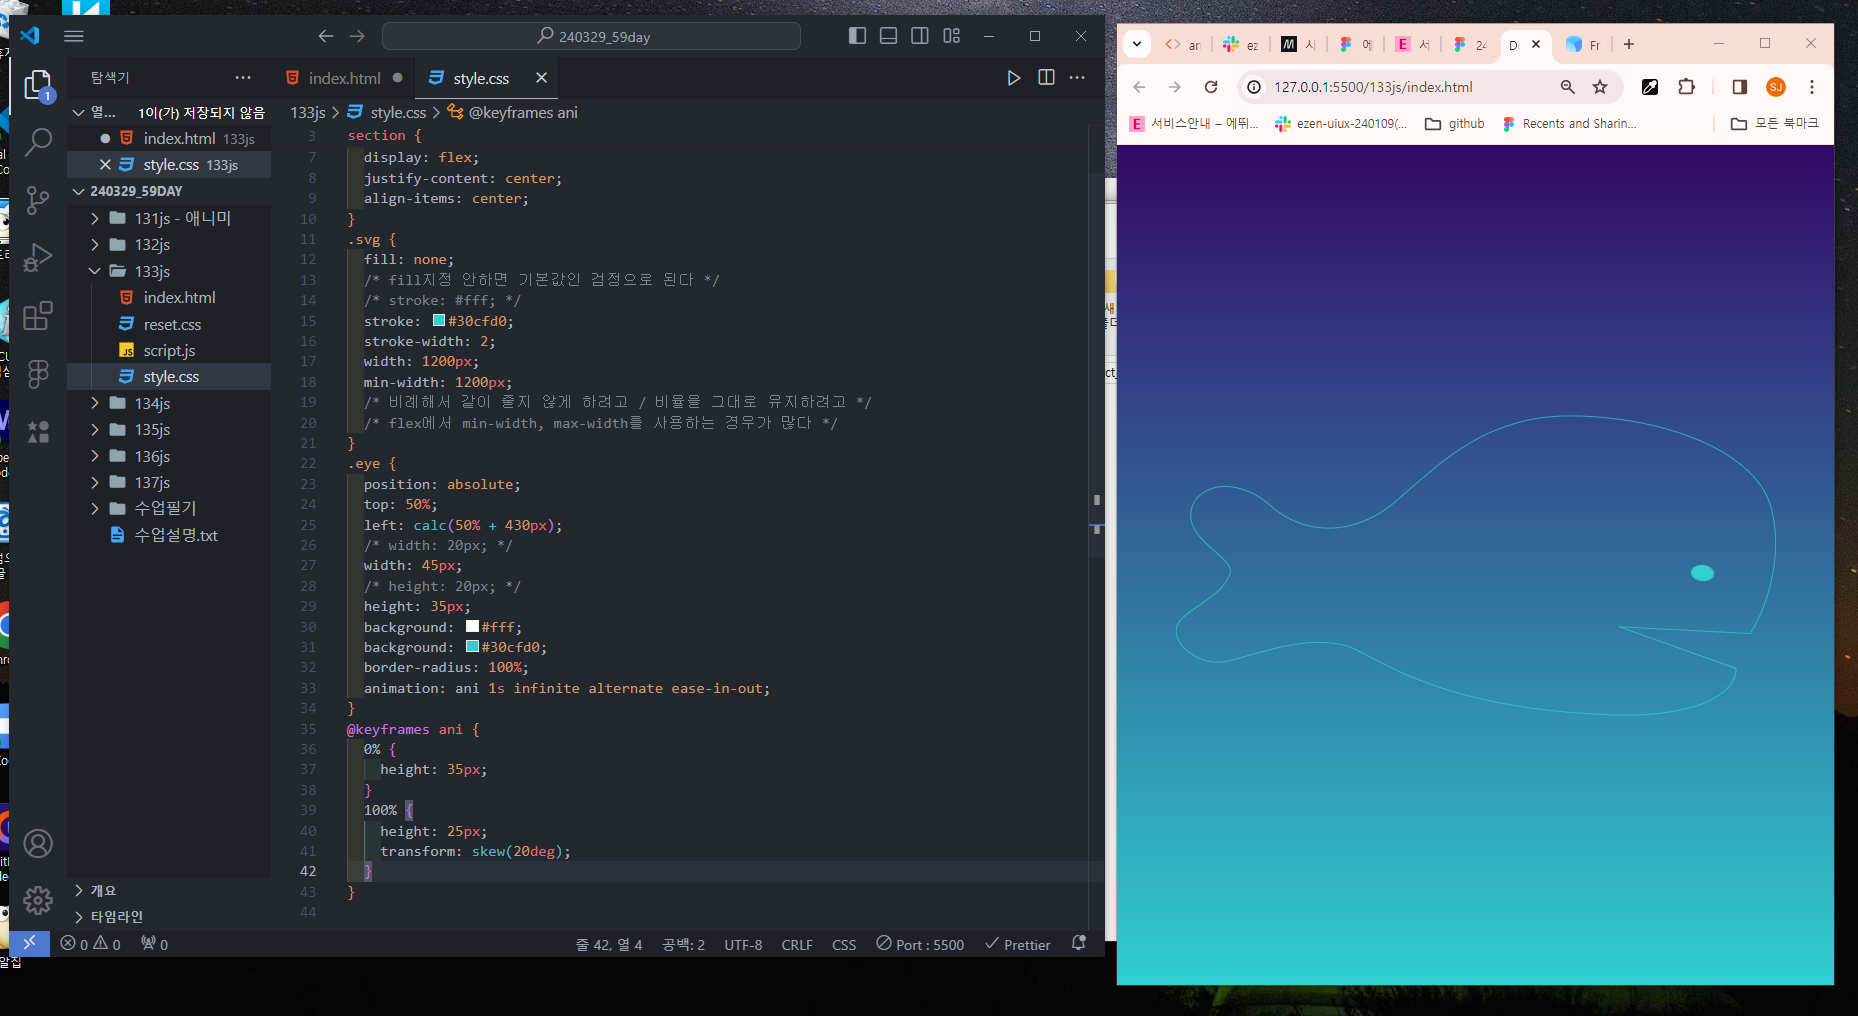 240329_59day
탐색기
index.html
style.css
열... 1이(가) 저장되지 않음
index.html 133js
style.css 133js
240329_59DAY
131js - 애니미
132js
133js
index.html
reset.css
script.js
style.css
134js
135js
136js
137js
수업필기
수업설명.txt
개요
타임라인
133js > style.css > @keyframes ani
3 section {
7 display: flex;
8 justify-content: center;
9 align-items: center;
10 }
11 .svg {
12 fill: none;
13 /* fill지정 안하면 기본값인 검정으로 된다 */
14 /* stroke: #fff; */
15 stroke: #30cfd0;
16 stroke-width: 2;
17 width: 1200px;
18 min-width: 1200px;
19 /* 비례해서 같이 줄지 않게 하려고 / 비율을 그대로 유지하려고 */
20 /* flex에서 min-width, max-width를 사용하는 경우가 많다 */
21 }
22 .eye {
23 position: absolute;
24 top: 50%;
25 left: calc(50% + 430px);
26 /* width: 20px; */
27 width: 45px;
28 /* height: 20px; */
29 height: 35px;
30 background: #fff;
31 background: #30cfd0;
32 border-radius: 100%;
33 animation: ani 1s infinite alternate ease-in-out;
34 }
35 @keyframes ani {
36 0% {
37 height: 35px;
38 }
39 100% {
40 height: 25px;
41 transform: skew(20deg);
42 }
43 }
44
0 0 0
줄 42, 열 4 공백: 2 UTF-8 CRLF CSS Port : 5500 Prettier
ez
24
Fr
127.0.0.1:5500/133js/index.html
SJ
서비스안내 – 에뛰...
ezen-uiux-240109(...
github
Recents and Sharin...
모든 북마크
알집